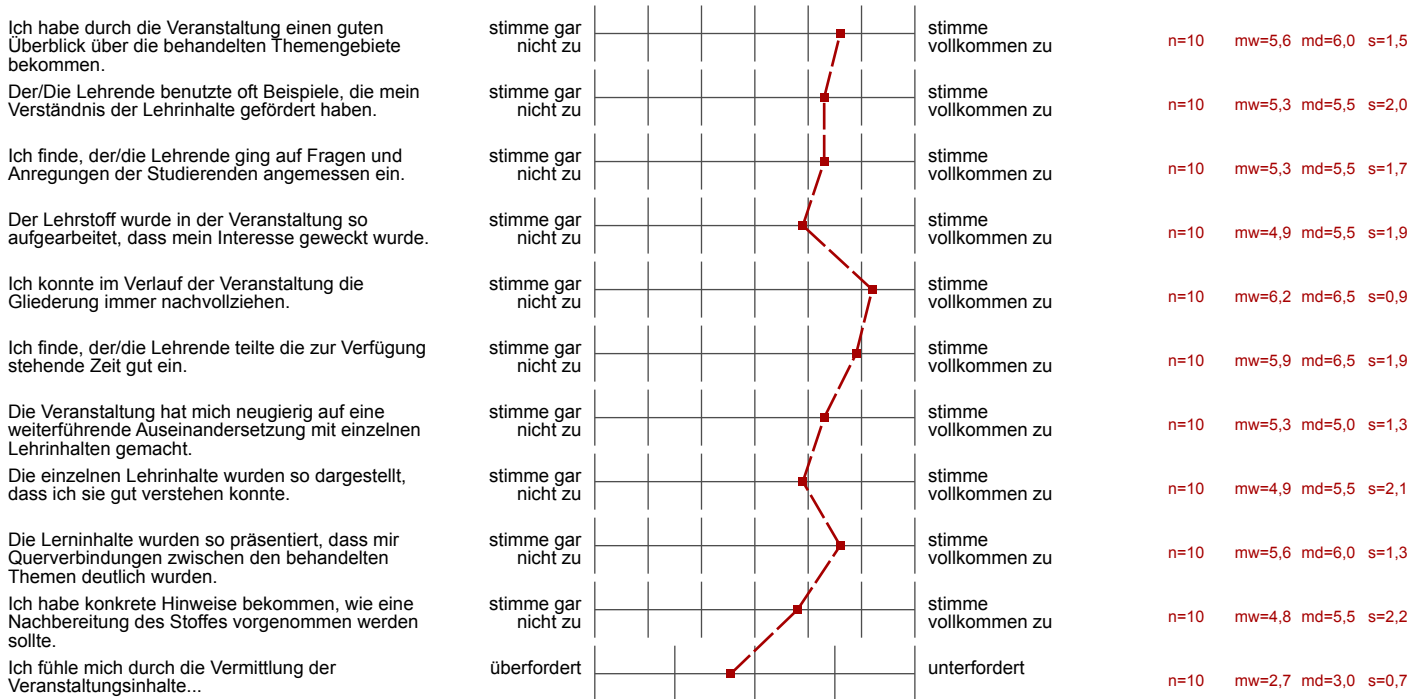 Ich habe durch die Veranstaltung einen guten
Überblick über die behandelten Themengebiete
bekommen.
stimme gar
nicht zu
stimme
vollkommen zu
n=10 mw=5,6 md=6,0 s=1,5
Der/Die Lehrende benutzte oft Beispiele, die mein
Verständnis der Lehrinhalte gefördert haben.
stimme gar
nicht zu
stimme
vollkommen zu
n=10 mw=5,3 md=5,5 s=2,0
Ich finde, der/die Lehrende ging auf Fragen und
Anregungen der Studierenden angemessen ein.
stimme gar
nicht zu
stimme
vollkommen zu
n=10 mw=5,3 md=5,5 s=1,7
Der Lehrstoff wurde in der Veranstaltung so
aufgearbeitet, dass mein Interesse geweckt wurde.
stimme gar
nicht zu
stimme
vollkommen zu
n=10 mw=4,9 md=5,5 s=1,9
Ich konnte im Verlauf der Veranstaltung die
Gliederung immer nachvollziehen.
stimme gar
nicht zu
stimme
vollkommen zu
n=10 mw=6,2 md=6,5 s=0,9
Ich finde, der/die Lehrende teilte die zur Verfügung
stehende Zeit gut ein.
stimme gar
nicht zu
stimme
vollkommen zu
n=10 mw=5,9 md=6,5 s=1,9
Die Veranstaltung hat mich neugierig auf eine
weiterführende Auseinandersetzung mit einzelnen
Lehrinhalten gemacht.
stimme gar
nicht zu
stimme
vollkommen zu
n=10 mw=5,3 md=5,0 s=1,3
Die einzelnen Lehrinhalte wurden so dargestellt,
dass ich sie gut verstehen konnte.
stimme gar
nicht zu
stimme
vollkommen zu
n=10 mw=4,9 md=5,5 s=2,1
Die Lerninhalte wurden so präsentiert, dass mir
Querverbindungen zwischen den behandelten
Themen deutlich wurden.
stimme gar
nicht zu
stimme
vollkommen zu
n=10 mw=5,6 md=6,0 s=1,3
Ich habe konkrete Hinweise bekommen, wie eine
Nachbereitung des Stoffes vorgenommen werden
sollte.
stimme gar
nicht zu
stimme
vollkommen zu
n=10 mw=4,8 md=5,5 s=2,2
Ich fühle mich durch die Vermittlung der
Veranstaltungsinhalte...
überfordert
unterfordert
n=10 mw=2,7 md=3,0 s=0,7